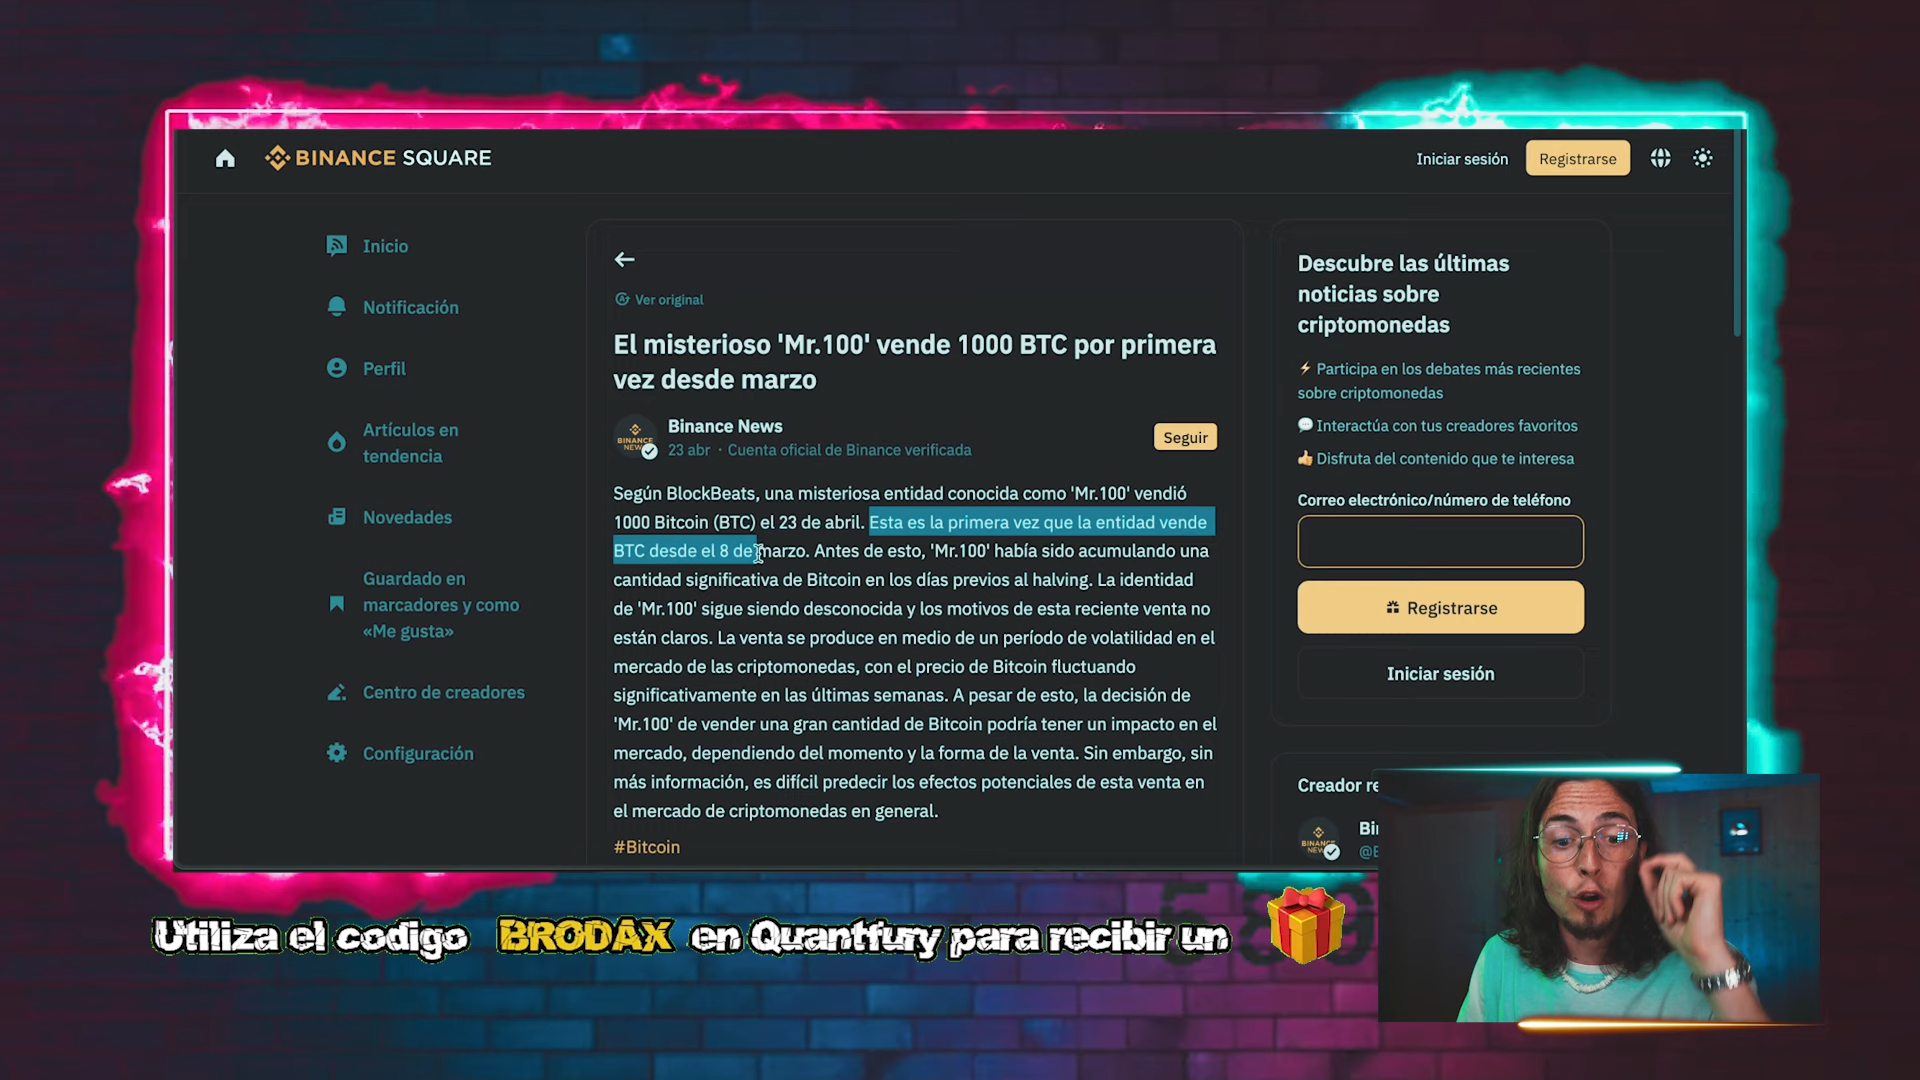 BINANCE SQUARE
Iniciar sesión
Registrarse
Inicio
Notificación
Perfil
Artículos en
tendencia
Novedades
Guardado en
marcadores y como
«Me gusta»
Centro de creadores
Configuración
Ver original
El misterioso 'Mr.100' vende 1000 BTC por primera
vez desde marzo
Binance News
23 abr · Cuenta oficial de Binance verificada
Seguir
Según BlockBeats, una misteriosa entidad conocida como 'Mr.100' vendió
1000 Bitcoin (BTC) el 23 de abril. Esta es la primera vez que la entidad vende
BTC desde el 8 de marzo. Antes de esto, 'Mr.100' había sido acumulando una
cantidad significativa de Bitcoin en los días previos al halving. La identidad
de 'Mr.100' sigue siendo desconocida y los motivos de esta reciente venta no
están claros. La venta se produce en medio de un período de volatilidad en el
mercado de las criptomonedas, con el precio de Bitcoin fluctuando
significativamente en las últimas semanas. A pesar de esto, la decisión de
'Mr.100' de vender una gran cantidad de Bitcoin podría tener un impacto en el
mercado, dependiendo del momento y la forma de la venta. Sin embargo, sin
más información, es difícil predecir los efectos potenciales de esta venta en
el mercado de criptomonedas en general.
#Bitcoin
Descubre las últimas
noticias sobre
criptomonedas
Participa en los debates más recientes
sobre criptomonedas
Interactúa con tus creadores favoritos
Disfruta del contenido que te interesa
Correo electrónico/número de teléfono
Registrarse
Iniciar sesión
Creador re
Bi
@B
Utiliza el codigo BRODAX en Quantfury para recibir un